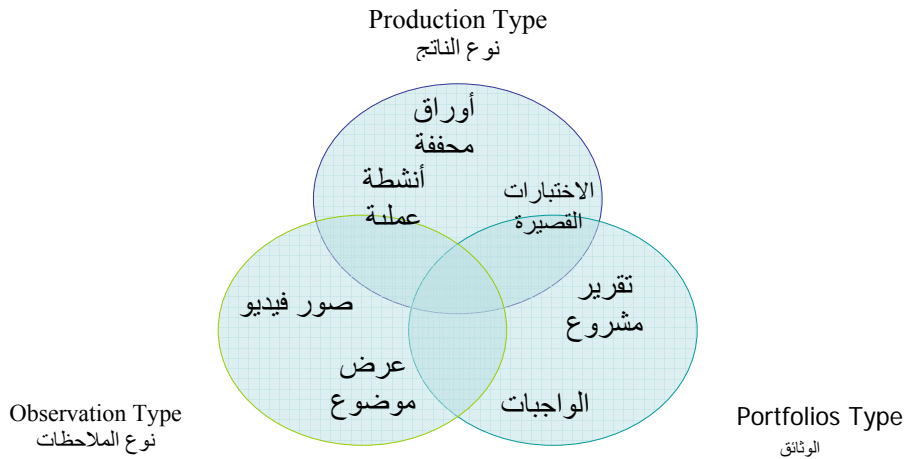 Production Type
نوع الناتج
أوراق
محففة
أنشطة
عملية
الاختبارات
القصيرة
صور فيديو
تقرير
مشروع
عرض
موضوع
الواجبات
Observation Type
نوع الملاحظات
Portfolios Type
الوثائق